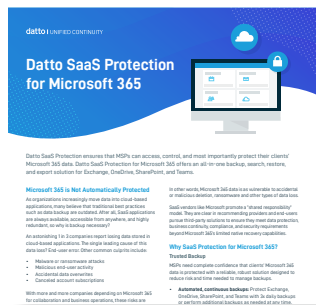 datto | UNIFIED CONTINUITY
Datto SaaS Protection
for Microsoft 365
Datto SaaS Protection ensures that MSPs can access, control, and most importantly protect their clients'
Microsoft 365 data. Datto SaaS Protection for Microsoft 365 offers an all-in-one backup, search, restore,
and export solution for Exchange, OneDrive, SharePoint, and Teams.
Microsoft 365 is Not Automatically Protected
As organizations increasingly move data into cloud-based
applications, many believe that traditional best practices
such as data backup are outdated. After all, SaaS applications
are always available, accessible from anywhere, and highly
redundant, so why is backup necessary?
An astonishing 1 in 3 companies report losing data stored in
cloud-based applications. The single leading cause of this
data loss? End-user error. Other common culprits include:
• Malware or ransomware attacks
• Malicious end-user activity
• Accidental data overwrites
• Canceled account subscriptions
With more and more companies depending on Microsoft 365
for collaboration and business operations, these risks are
In other words, Microsoft 365 data is as vulnerable to accidental
or malicious deletion, ransomware and other types of data loss.
SaaS vendors like Microsoft promote a "shared responsibility"
model. They are clear in recommending providers and end-users
pursue third-party solutions to ensure they meet data protection,
business continuity, compliance, and security requirements
beyond Microsoft 365's limited native recovery capabilities.
Why SaaS Protection for Microsoft 365?
Trusted Backup
MSPs need complete confidence that clients' Microsoft 365
data is protected with a reliable, robust solution designed to
reduce risk and time needed to manage backups.
• Automated, continuous backups: Protect Exchange,
OneDrive, SharePoint, and Teams with 3x daily backups
or perform additional backups as needed at any time.